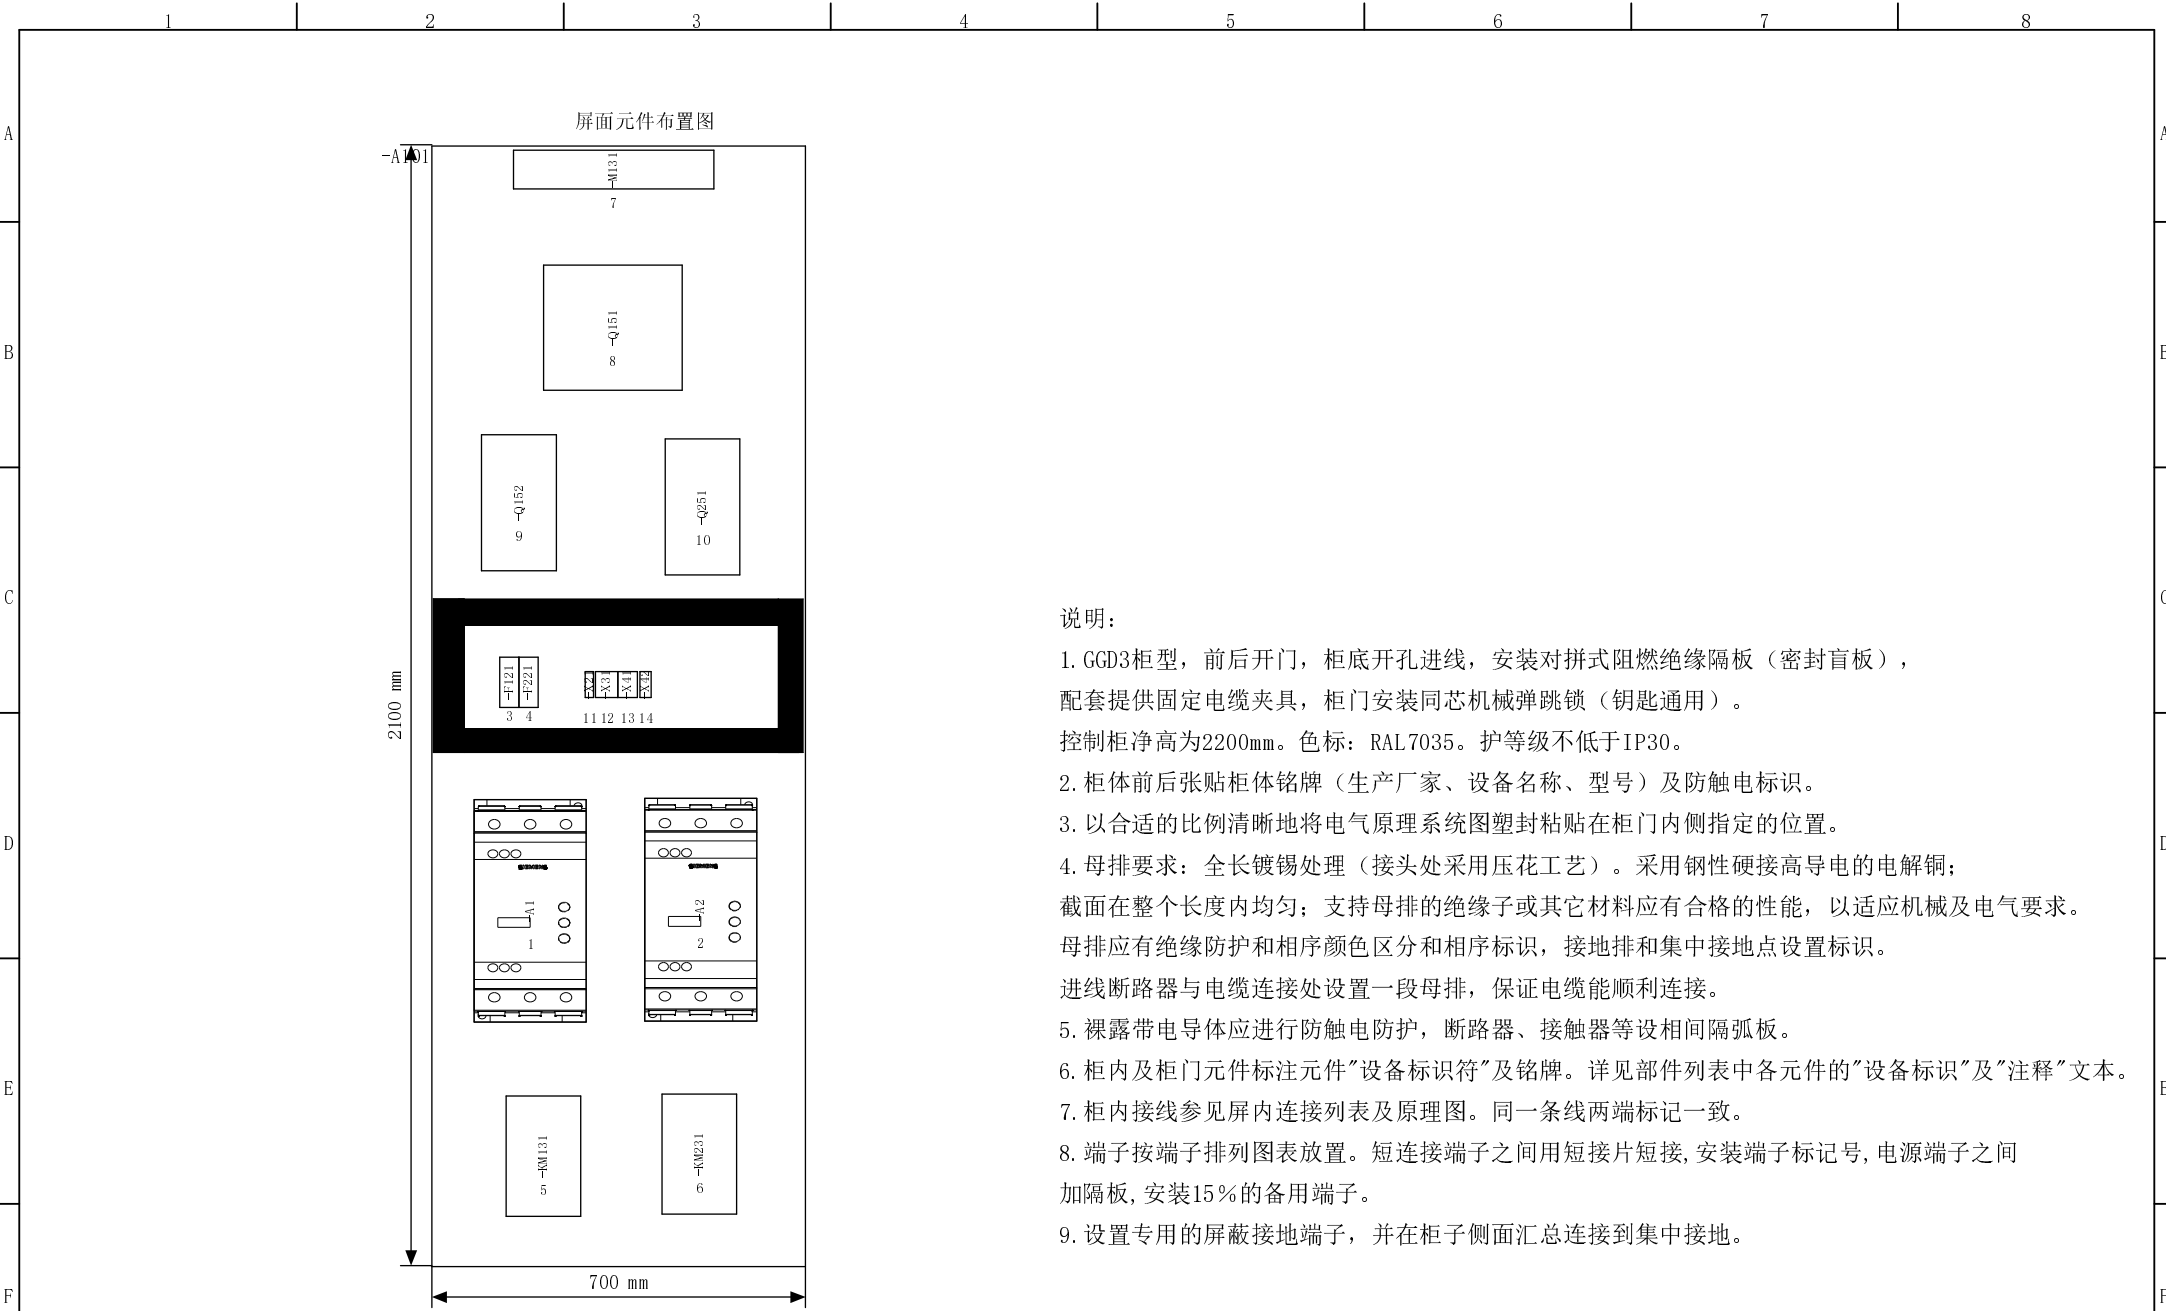 1 2 3 4 5 6 7 8
A A
B B
C C
D D
E E
F F
屏面元件布置图
-A101
-M131
7
-Q151
8
-Q152
9
-Q251
10
-F121
-F221
3 4
-X21
-X31
-X41
-X42
11 12 13 14
2100 mm
-A1
1
-A2
2
-KM131
5
-KM231
6
700 mm
说明：
1.GGD3柜型，前后开门，柜底开孔进线，安装对拼式阻燃绝缘隔板（密封盲板），
配套提供固定电缆夹具，柜门安装同芯机械弹跳锁（钥匙通用）。
控制柜净高为2200mm。色标：RAL7035。护等级不低于IP30。
2.柜体前后张贴柜体铭牌（生产厂家、设备名称、型号）及防触电标识。
3.以合适的比例清晰地将电气原理系统图塑封粘贴在柜门内侧指定的位置。
4.母排要求：全长镀锡处理（接头处采用压花工艺）。采用钢性硬接高导电的电解铜；
截面在整个长度内均匀；支持母排的绝缘子或其它材料应有合格的性能，以适应机械及电气要求。
母排应有绝缘防护和相序颜色区分和相序标识，接地排和集中接地点设置标识。
进线断路器与电缆连接处设置一段母排，保证电缆能顺利连接。
5.裸露带电导体应进行防触电防护，断路器、接触器等设相间隔弧板。
6.柜内及柜门元件标注元件"设备标识符"及铭牌。详见部件列表中各元件的"设备标识"及"注释"文本。
7.柜内接线参见屏内连接列表及原理图。同一条线两端标记一致。
8.端子按端子排列图表放置。短连接端子之间用短接片短接,安装端子标记号,电源端子之间
加隔板,安装15%的备用端子。
9.设置专用的屏蔽接地端子，并在柜子侧面汇总连接到集中接地。